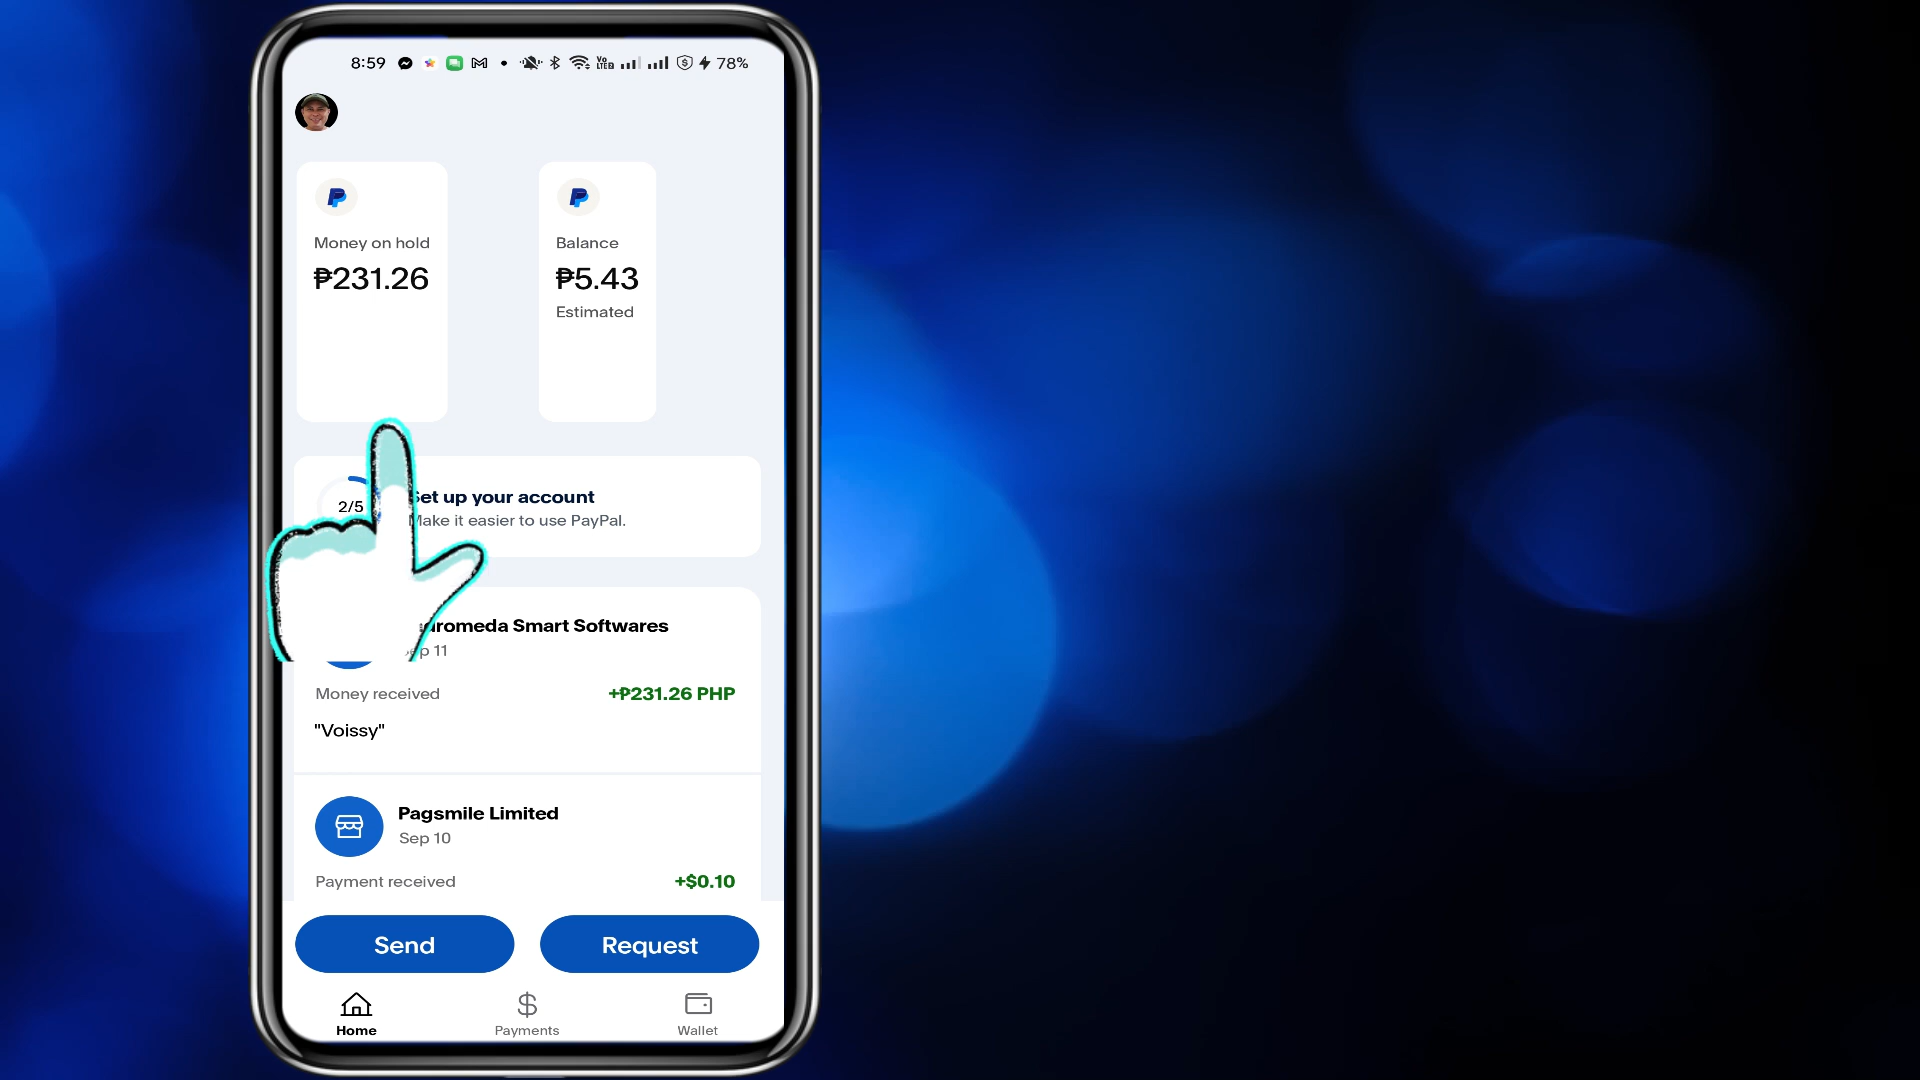 8:59 78%
Money on hold
₱231.26
Balance
₱5.43
Estimated
2/5
Set up your account
Make it easier to use PayPal.
Smart Softwares
11
Money received
+₱231.26 PHP
"Voissy"
Pagsmile Limited
Sep 10
Payment received
+$0.10
Send
Request
Home
Payments
Wallet